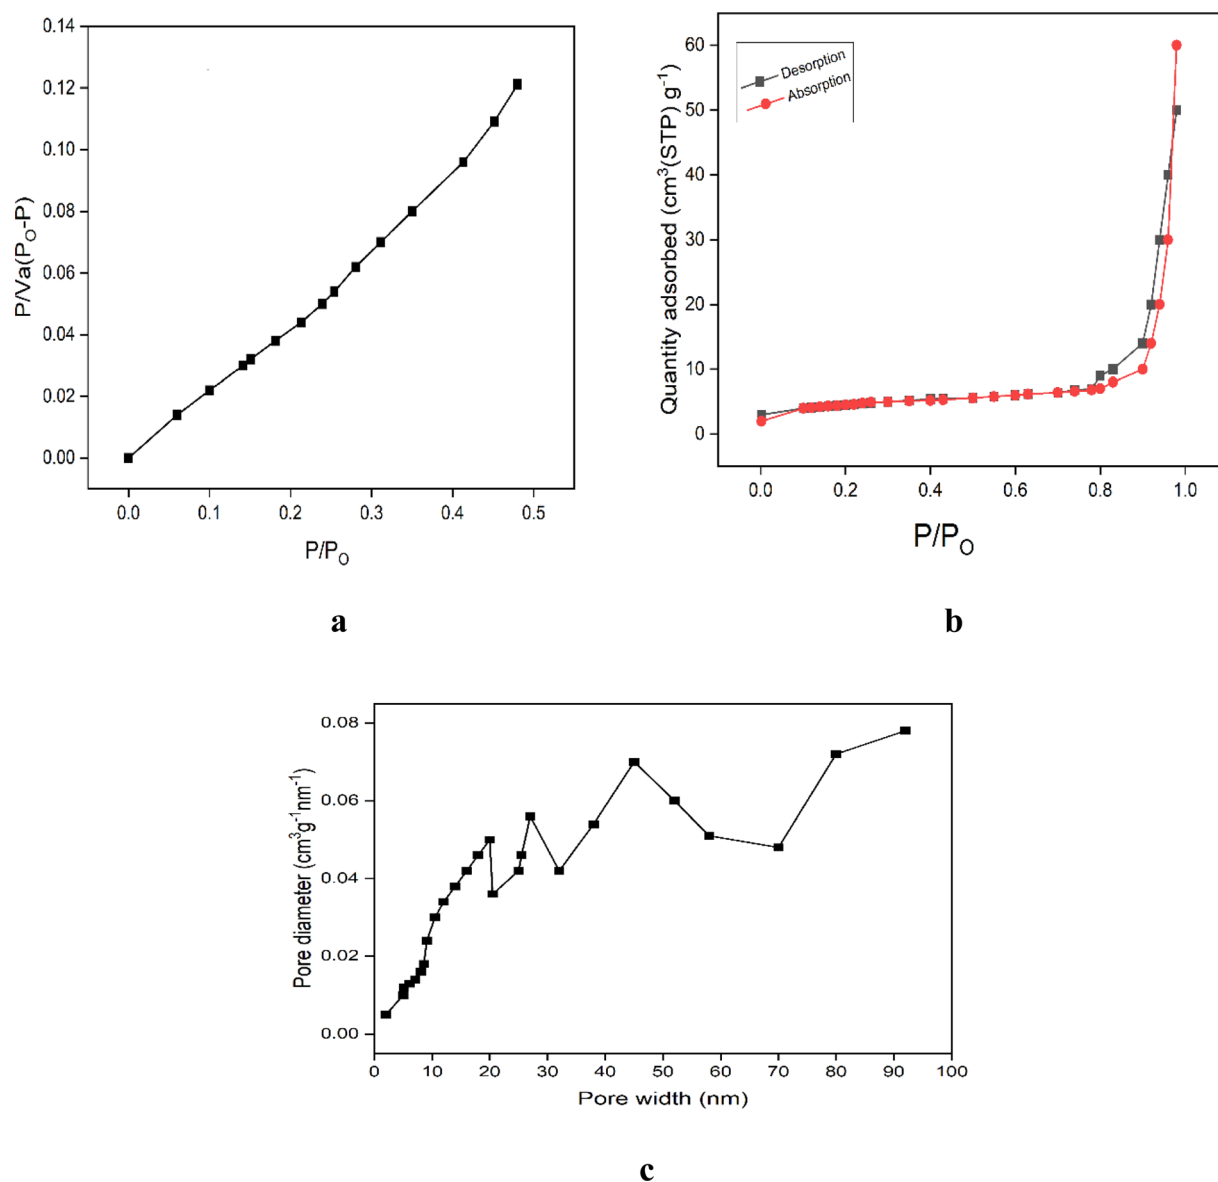 0.14
0.12
0.10
0.08
0.06
0.04
0.02
0.00
P/Va(P_O-P)
0.0 0.1 0.2 0.3 0.4 0.5
P/P_O
a
60
50
40
30
20
10
0
Quantity adsorbed (cm³(STP) g⁻¹
Desorption
Absorption
0.0 0.2 0.4 0.6 0.8 1.0
P/P_O
b
0.08
0.06
0.04
0.02
0.00
Pore diameter (cm³g⁻¹nm⁻¹)
0 10 20 30 40 50 60 70 80 90 100
Pore width (nm)
c